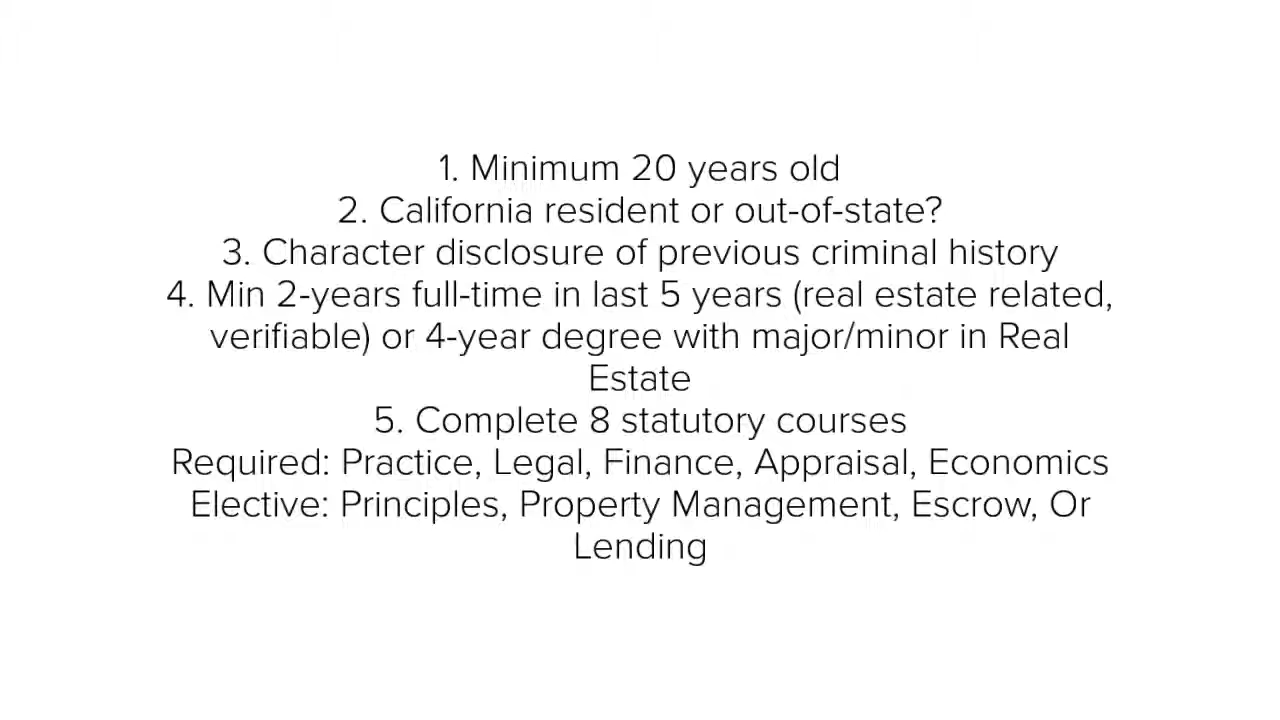 1. Minimum 20 years old
2. California resident or out-of-state?
3. Character disclosure of previous criminal history
4. Min 2-years full-time in last 5 years (real estate related,
verifiable) or 4-year degree with major/minor in Real
Estate
5. Complete 8 statutory courses
Required: Practice, Legal, Finance, Appraisal, Economics
Elective: Principles, Property Management, Escrow, Or
Lending